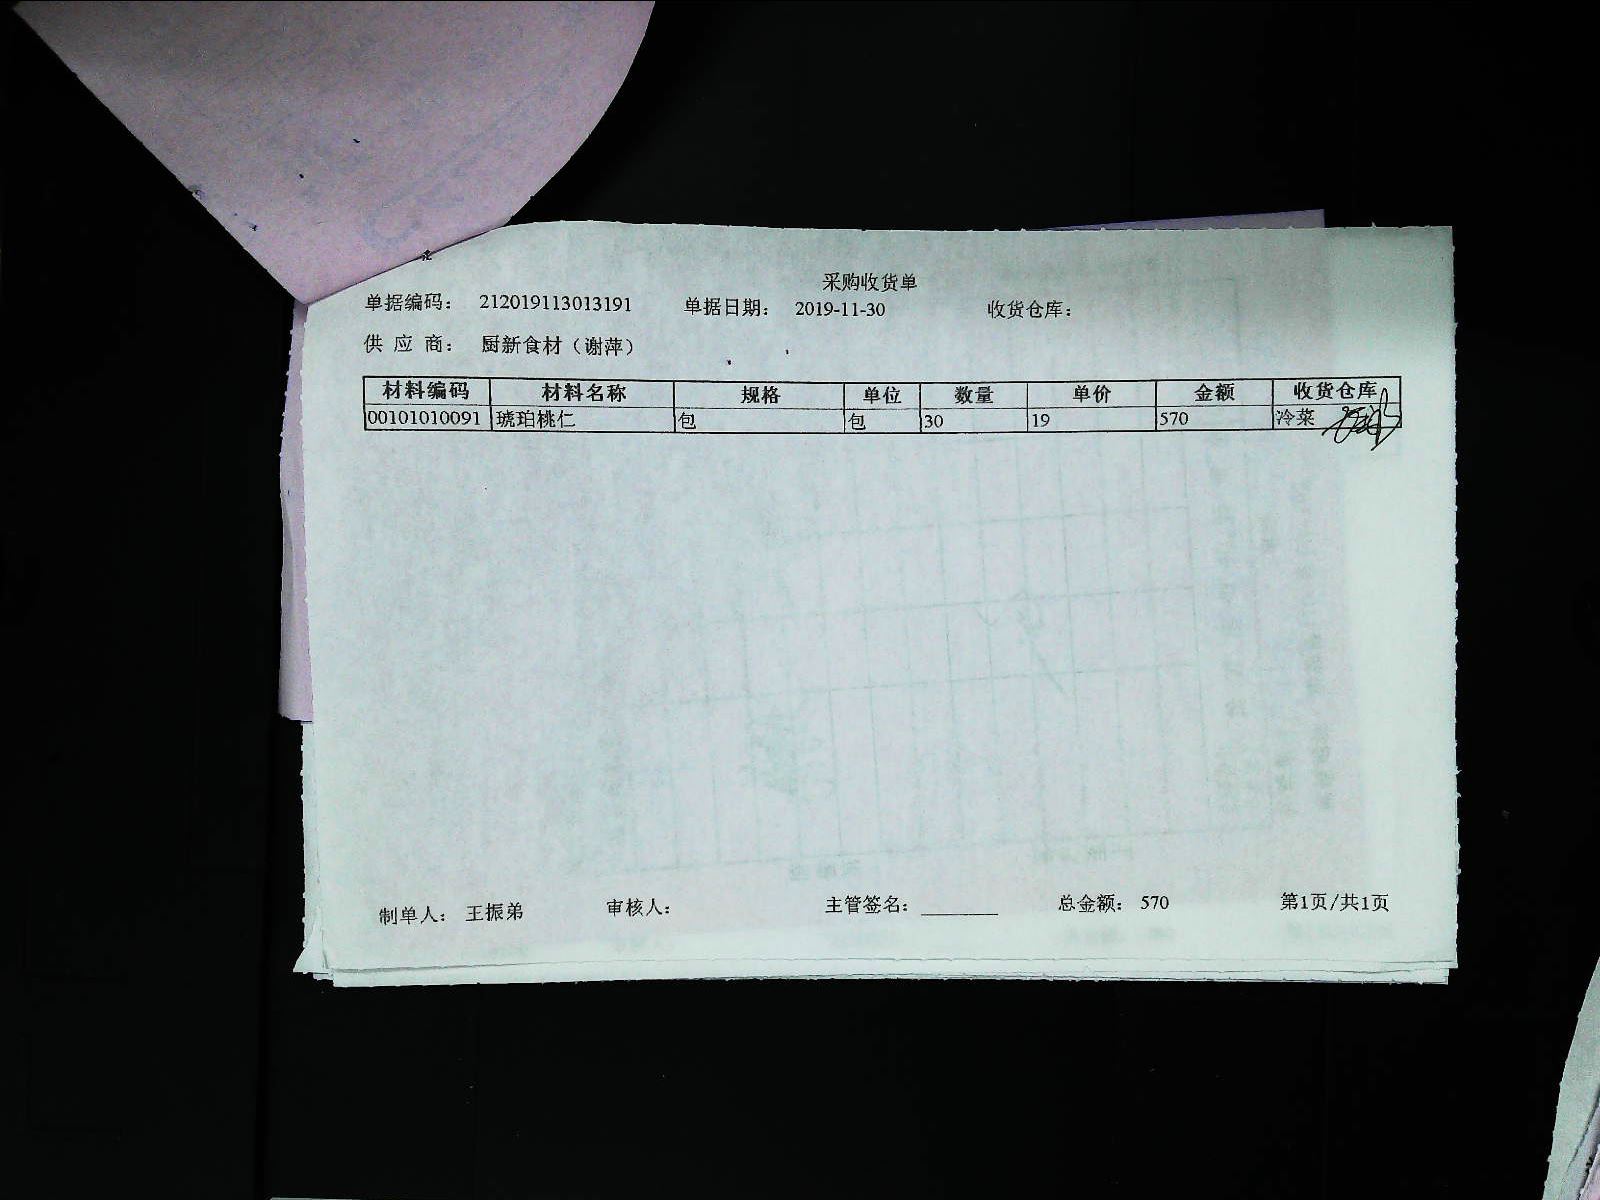 采购收货单
单据编码： 212019113013191 单据日期： 2019-11-30 收货仓库：
供 应 商： 厨新食材（谢萍）
材料编码 材料名称 规格 单位 数量 单价 金额 收货仓库
00101010091 琥珀桃仁 包 包 30 19 570 冷菜
制单人： 王振弟 审核人： 主管签名：________ 总金额： 570 第1页/共1页